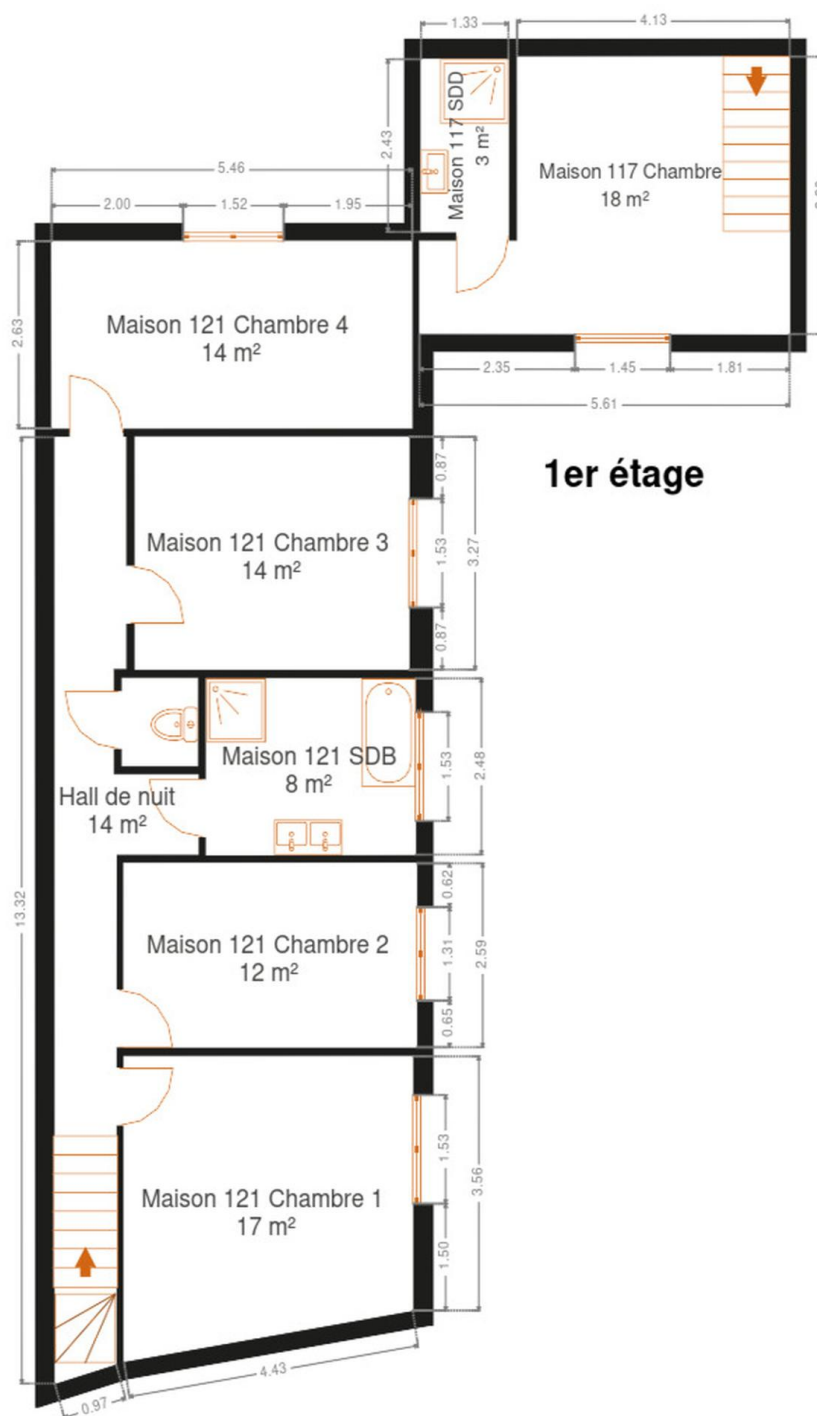 1.33
4.13
2.43
Maison 117 SDD
3 m²
Maison 117 Chambre
18 m²
5.46
2.00
1.52
1.95
2.63
Maison 121 Chambre 4
14 m²
2.35
1.45
1.81
5.61
1er étage
0.87
1.53
3.27
0.87
Maison 121 Chambre 3
14 m²
Maison 121 SDB
8 m²
1.53
2.48
Hall de nuit
14 m²
13.32
0.62
1.31
2.59
0.65
Maison 121 Chambre 2
12 m²
Maison 121 Chambre 1
17 m²
1.53
3.56
1.50
4.43
0.97